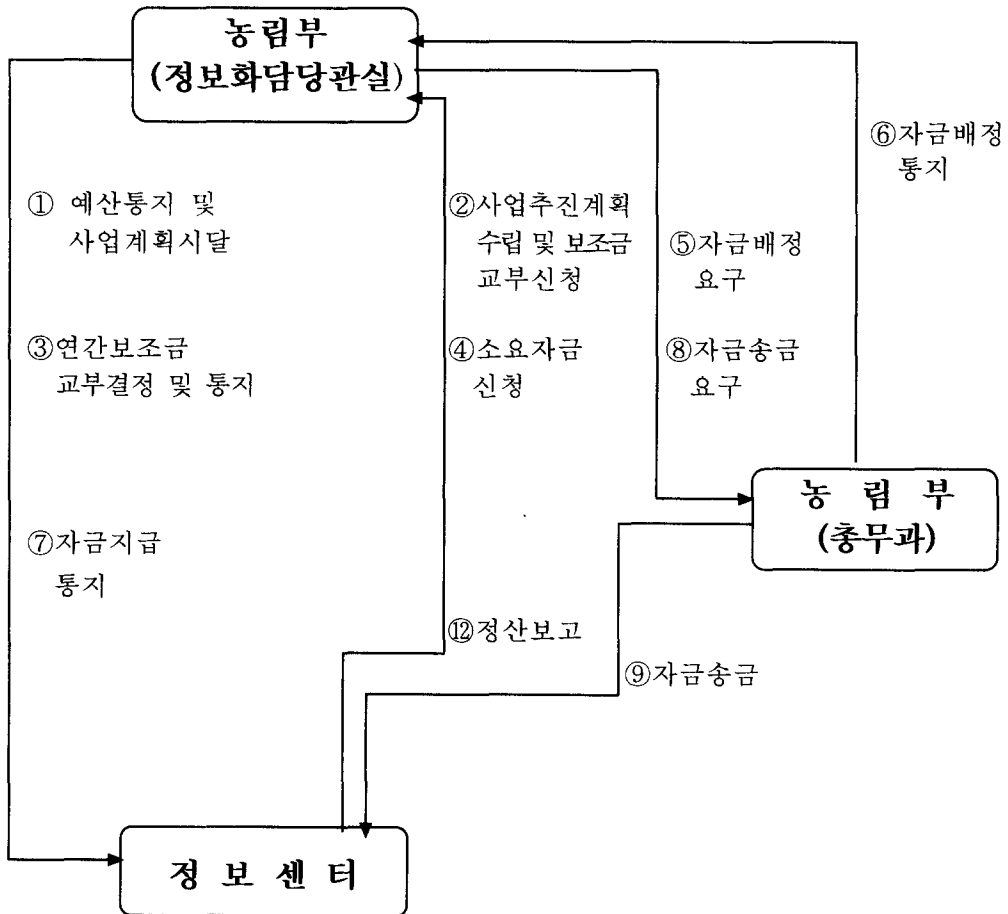 농림부
(정보화담당관실)
⑥자금배정
통지
① 예산통지 및
사업계획시달
②사업추진계획
수립 및 보조금
교부신청
⑤자금배정
요구
③연간보조금
교부결정 및 통지
④소요자금
신청
⑧자금송금
요구
농 림 부
(총무과)
⑦자금지급
통지
⑫정산보고
⑨자금송금
정 보 센 터